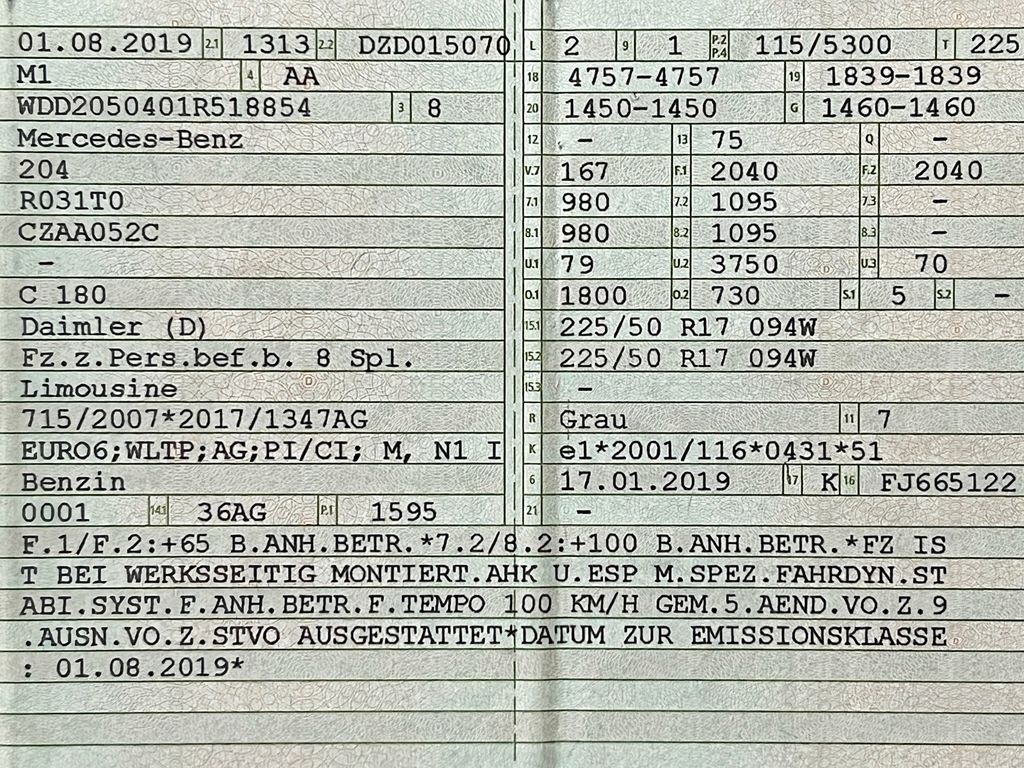 01.08.2019 2.1 1313 2.2 DZD015070
M1 4 AA
WDD2050401R518854 3 8
Mercedes-Benz
204
R031T0
CZAA052C
-
C 180
Daimler (D)
Fz.z.Pers.bef.b. 8 Spl.
Limousine
715/2007*2017/1347AG
EURO6;WLTP;AG;PI/CI; M, N1 I
Benzin
0001 14.1 36AG P.1 1595
L 2 9 1 P.2 P.4 115/5300 T 225
18 4757-4757 19 1839-1839
20 1450-1450 G 1460-1460
12 - 13 75 Q -
V.7 167 F.1 2040 F.2 2040
7.1 980 7.2 1095 7.3 -
8.1 980 8.2 1095 8.3 -
U.1 79 U.2 3750 U.3 70
O.1 1800 O.2 730 S.1 5 S.2 -
15.1 225/50 R17 094W
15.2 225/50 R17 094W
15.3 -
R Grau 11 7
K e1*2001/116*0431*51
6 17.01.2019 17 K 16 FJ665122
21 -
F.1/F.2:+65 B.ANH.BETR.*7.2/8.2:+100 B.ANH.BETR.*FZ IS
T BEI WERKSSEITIG MONTIERT.AHK U.ESP M.SPEZ.FAHRDYN.ST
ABI.SYST.F.ANH.BETR.F.TEMPO 100 KM/H GEM.5.AEND.VO.Z.9
.AUSN.VO.Z.STVO AUSGESTATTET*DATUM ZUR EMISSIONSKLASSE
: 01.08.2019*